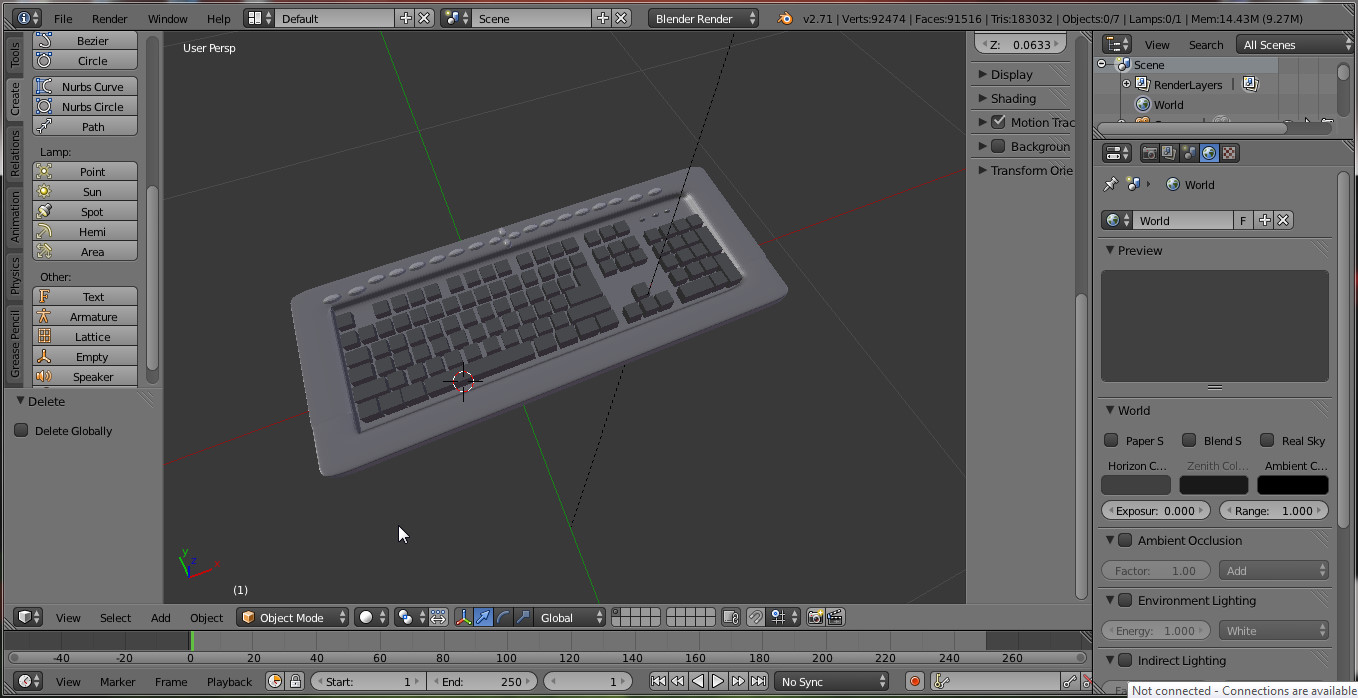 File Render Window Help Default Scene Blender Render v2.71 | Verts:92474 | Faces:91516 | Tris:183032 | Objects:0/7 | Lamps:0/1 | Mem:14.43M (9.27M)
Tools
Create
Relations
Animation
Physics
Grease Pencil
Bezier
Circle
Nurbs Curve
Nurbs Circle
Path
Lamp:
Point
Sun
Spot
Hemi
Area
Other:
Text
Armature
Lattice
Empty
Speaker
Delete
Delete Globally
User Persp
y
x
(1)
Z: 0.0633
Display
Shading
Motion Trac
Backgroun
Transform Orie
View Search All Scenes
Scene
RenderLayers |
World
World
World F
Preview
World
Paper S Blend S Real Sky
Horizon C... Zenith Col... Ambient C...
Exposur: 0.000 Range: 1.000
Ambient Occlusion
Factor: 1.00 Add
Environment Lighting
Energy: 1.000 White
Indirect Lighting
View Select Add Object Object Mode Global
-40 -20 0 20 40 60 80 100 120 140 160 180 200 220 240 260
View Marker Frame Playback Start: 1 End: 250 1 No Sync
Not connected - Connections are available